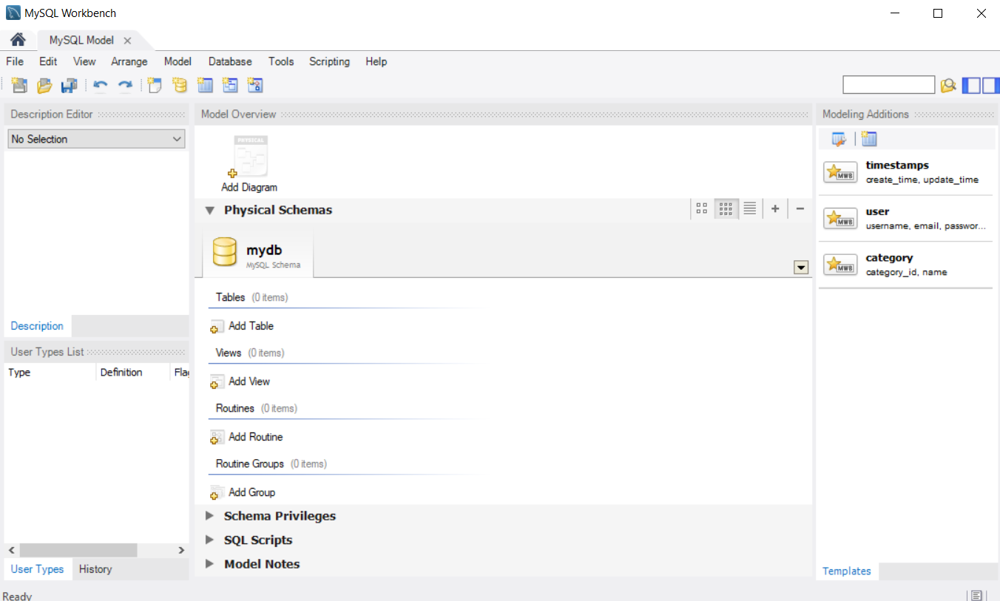 MySQL Workbench
MySQL Model
File Edit View Arrange Model Database Tools Scripting Help
Description Editor
No Selection
Description
User Types List
Type Definition Flag
User Types History
Model Overview
PHYSICAL
Add Diagram
Physical Schemas
mydb
MySQL Schema
Tables (0 items)
Add Table
Views (0 items)
Add View
Routines (0 items)
Add Routine
Routine Groups (0 items)
Add Group
Schema Privileges
SQL Scripts
Model Notes
Modeling Additions
MWB
timestamps
create_time, update_time
MWB
user
username, email, passwor...
MWB
category
category_id, name
Templates
Ready